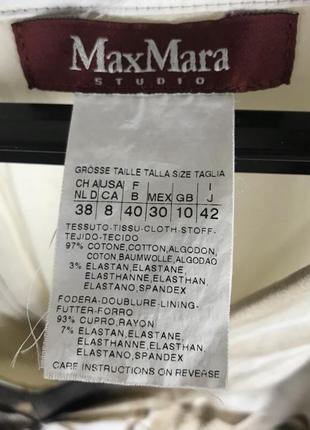 MaxMara
STUDIO
GRÖSSE TAILLE TALLA SIZE TAGLIA
CH A USA F I
NL D CA B MEX GB J
38 8 40 30 10 42
TESSUTO-TISSU-CLOTH-STOFF-
TEJIDO-TECIDO
97% COTONE,COTTON,ALGODON,
COTON BAUMWOLLE,ALGODAO
3% ELASTAN,ELASTANE,
ELASTHANNE,ELASTHAN,
ELASTANO,SPANDEX
FODERA-DOUBLURE-LINING-
FUTTER-FORRO
93% CUPRO,RAYON
7% ELASTAN,ELASTANE,
ELASTHANNE,ELASTHAN,
ELASTANO,SPANDEX
CARE INSTRUCTIONS ON REVERSE